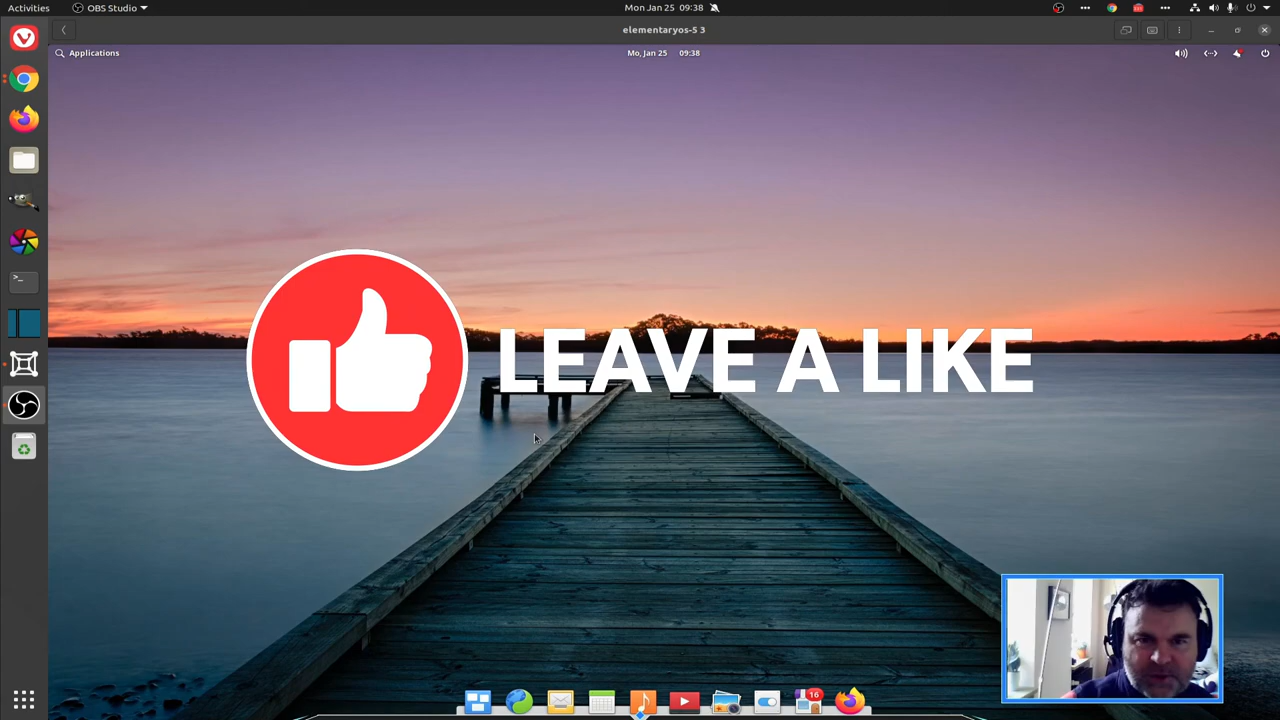 Activities
OBS Studio
Mon Jan 25 09:38
elementaryos-5 3
Applications
Mo, Jan 25 09:38
LEAVE A LIKE
16